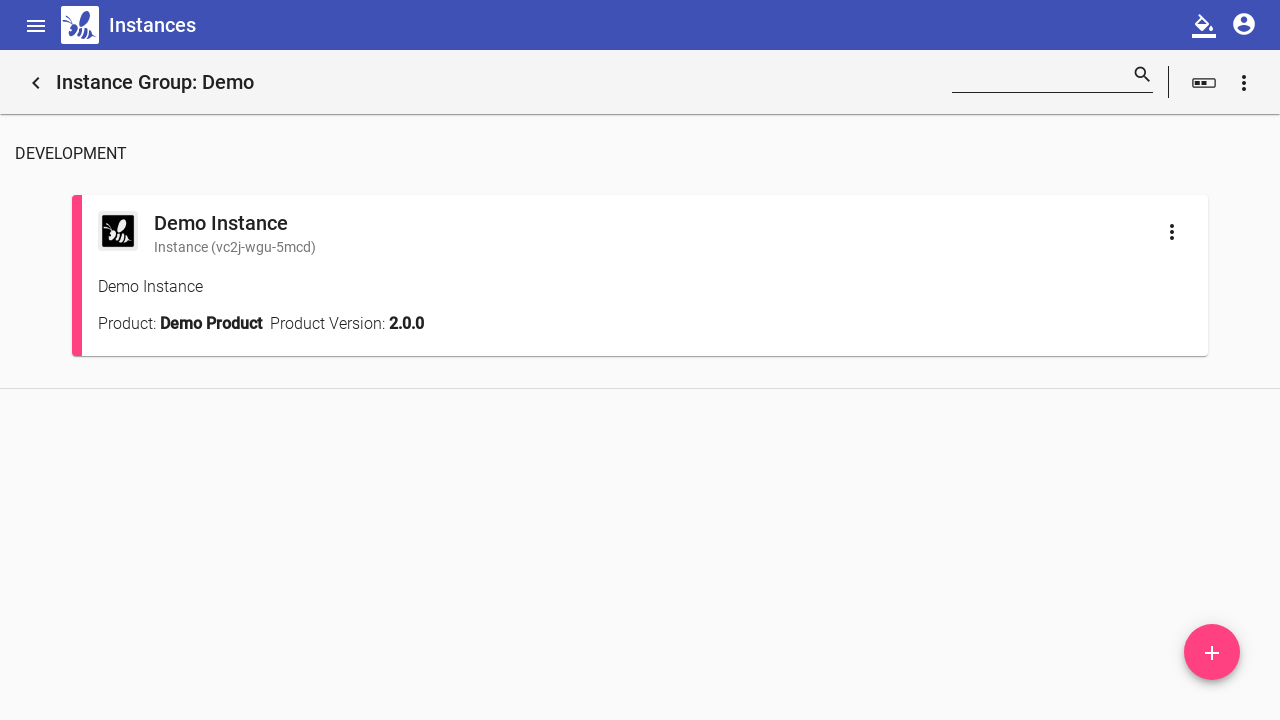 Instances
Instance Group: Demo
DEVELOPMENT
Demo Instance
Instance (vc2j-wgu-5mcd)
Demo Instance
Product: Demo Product Product Version: 2.0.0